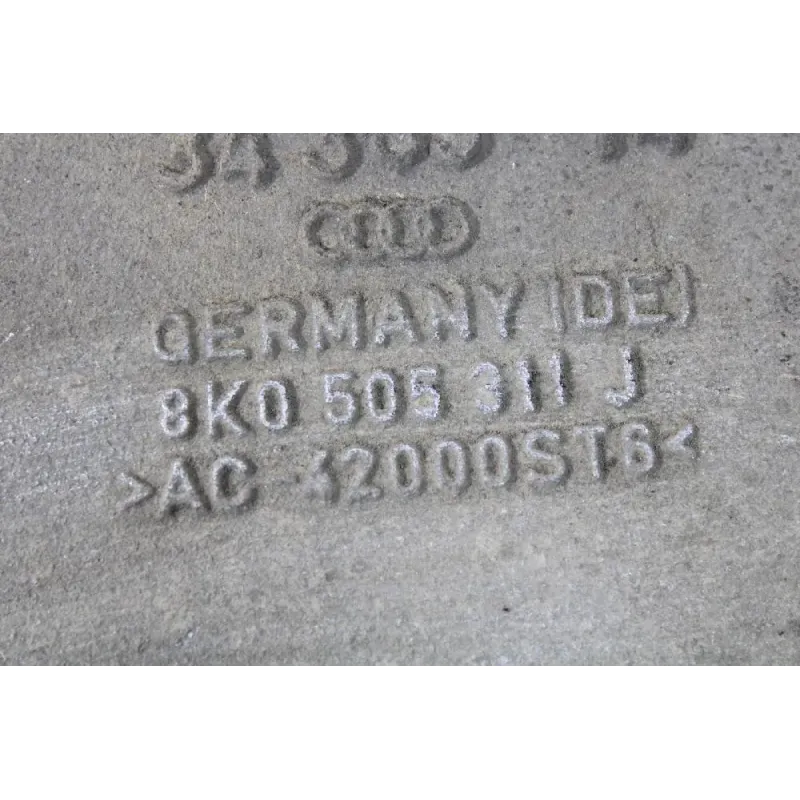 GERMANY (DE)
8K0 505 311 J
>AC-42000ST6<